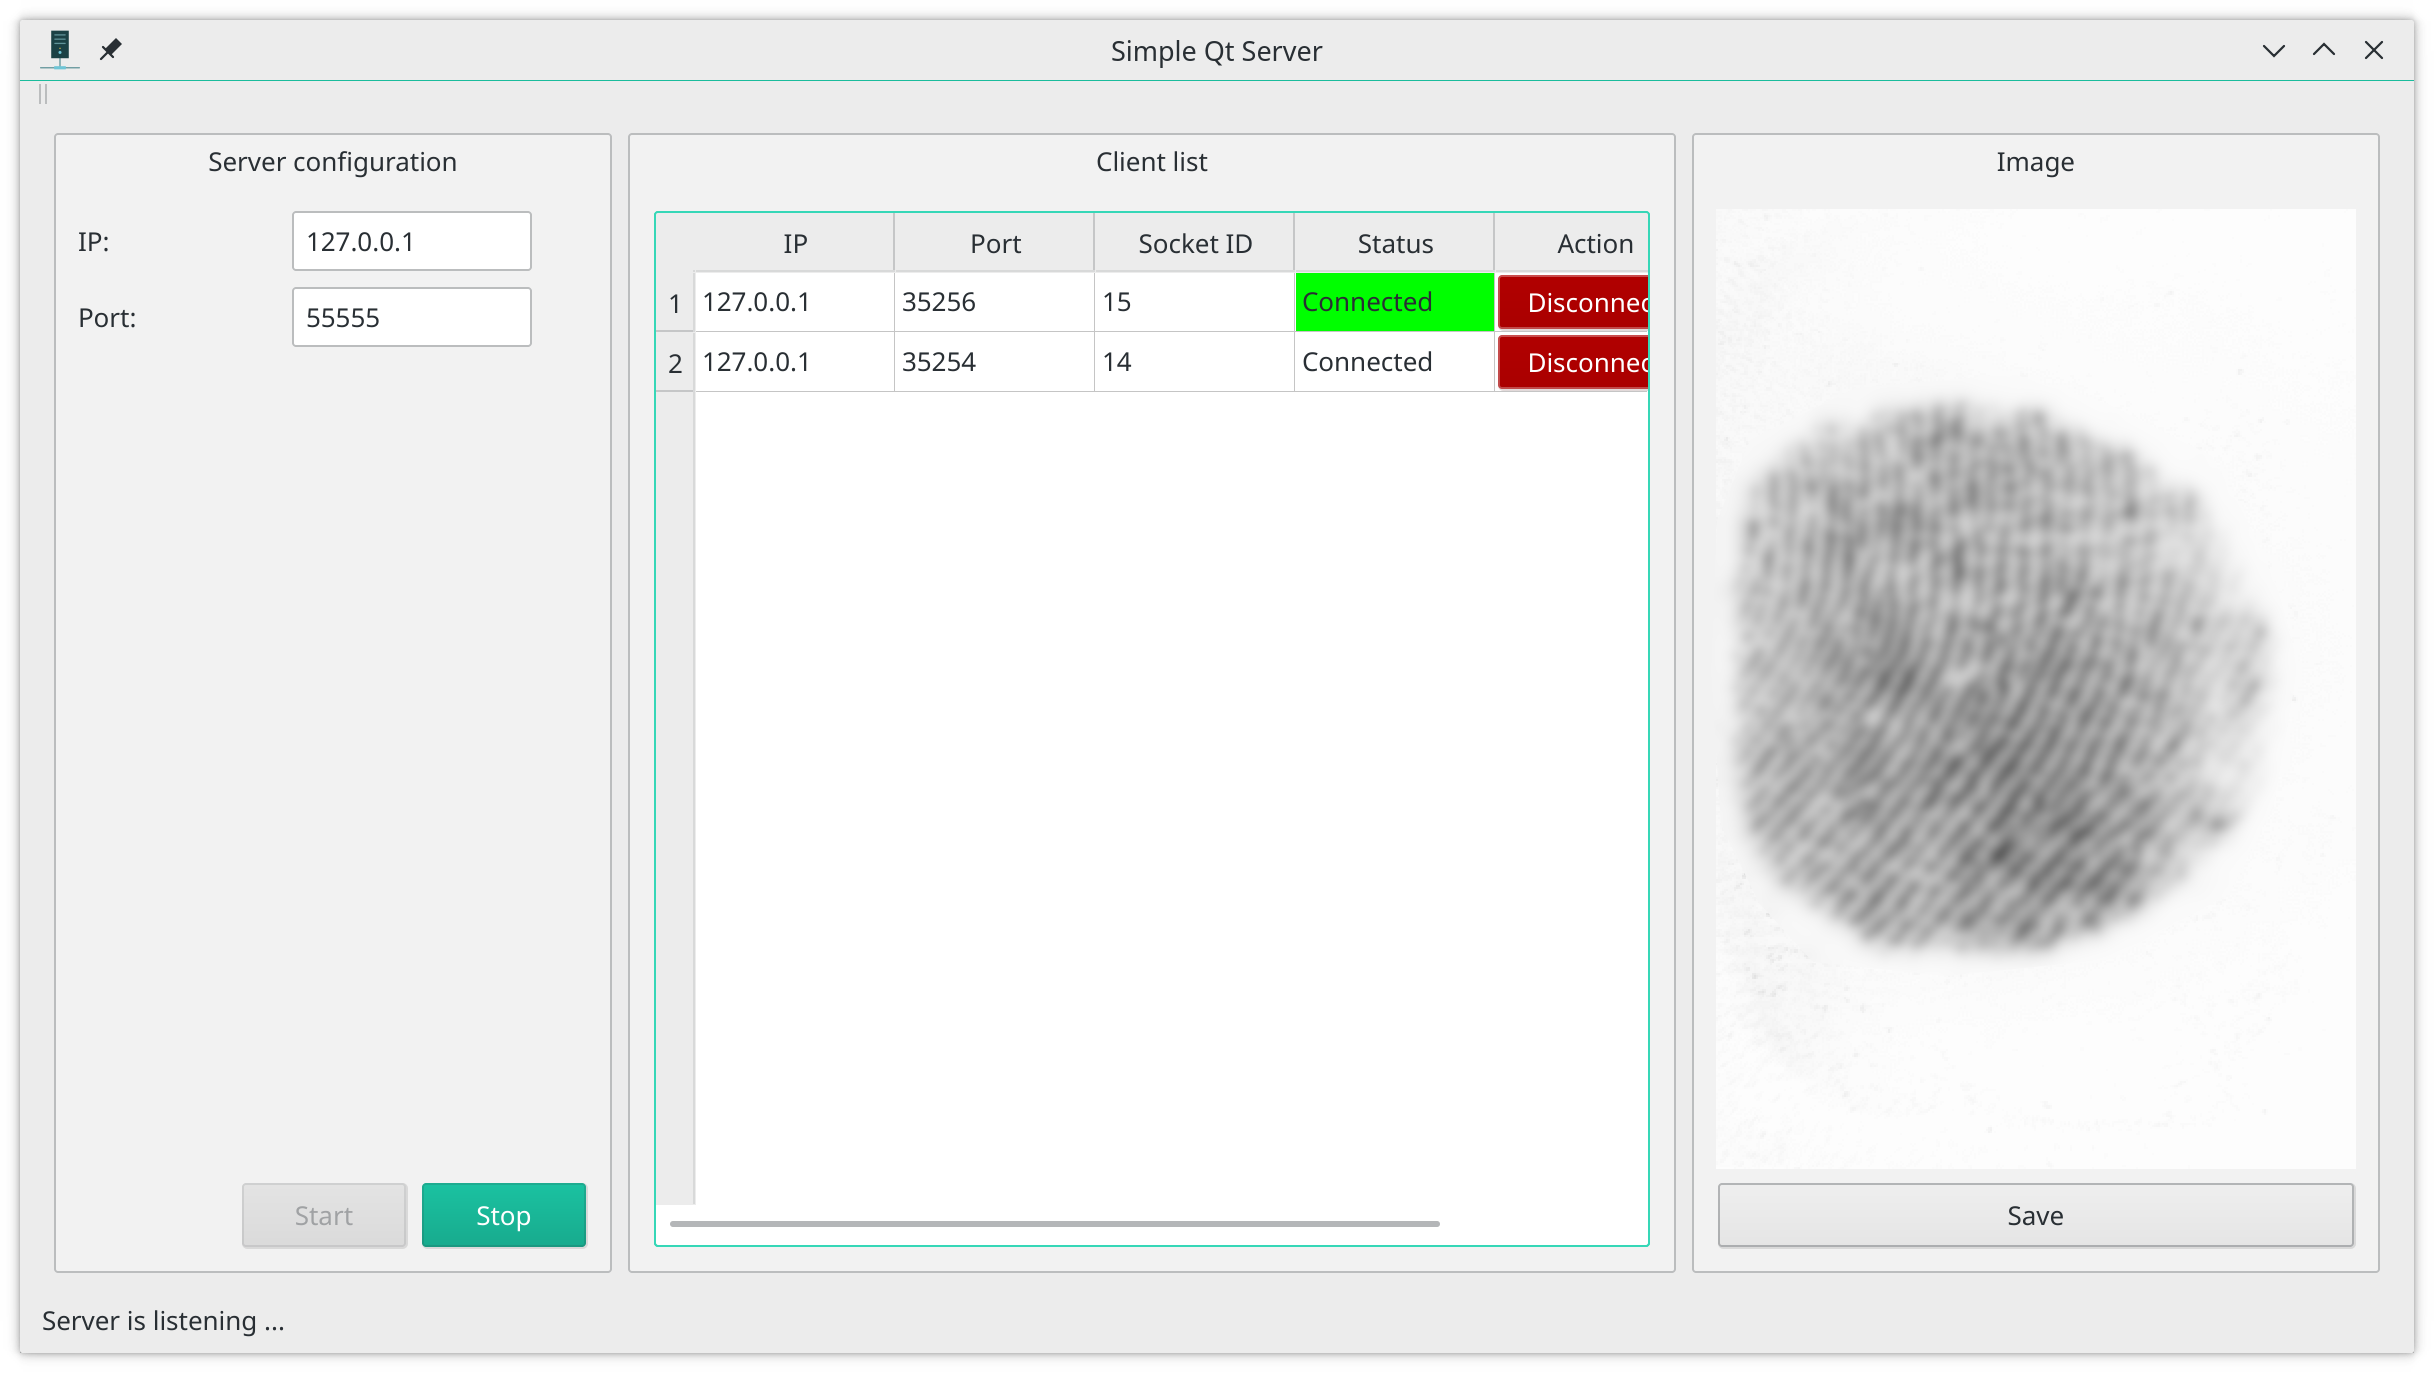 Simple Qt Server
Server configuration
IP: 127.0.0.1
Port: 55555
Start Stop
Client list
IP Port Socket ID Status Action
1 127.0.0.1 35256 15 Connected Disconnec
2 127.0.0.1 35254 14 Connected Disconnec
Image
Save
Server is listening ...